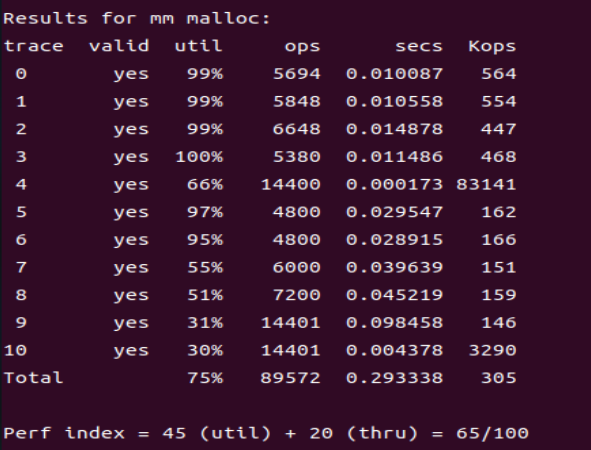 Results for mm malloc:
trace valid util ops secs Kops
0 yes 99% 5694 0.010087 564
1 yes 99% 5848 0.010558 554
2 yes 99% 6648 0.014878 447
3 yes 100% 5380 0.011486 468
4 yes 66% 14400 0.000173 83141
5 yes 97% 4800 0.029547 162
6 yes 95% 4800 0.028915 166
7 yes 55% 6000 0.039639 151
8 yes 51% 7200 0.045219 159
9 yes 31% 14401 0.098458 146
10 yes 30% 14401 0.004378 3290
Total 75% 89572 0.293338 305
Perf index = 45 (util) + 20 (thru) = 65/100